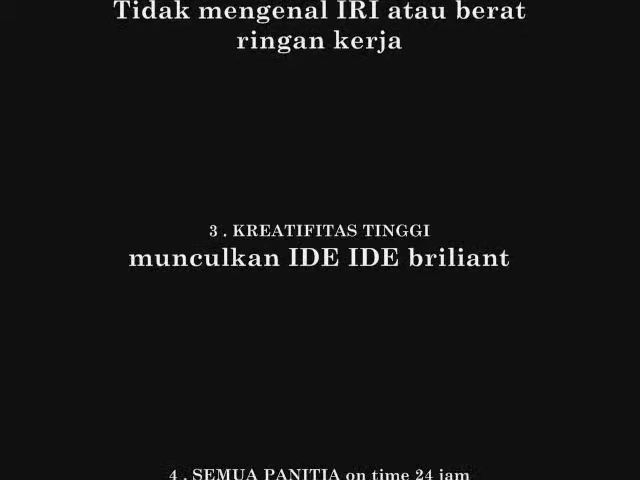 Tidak mengenal IRI atau berat
ringan kerja
3 . KREATIFITAS TINGGI
munculkan IDE IDE briliant
4 . SEMUA PANITIA on time 24 jam